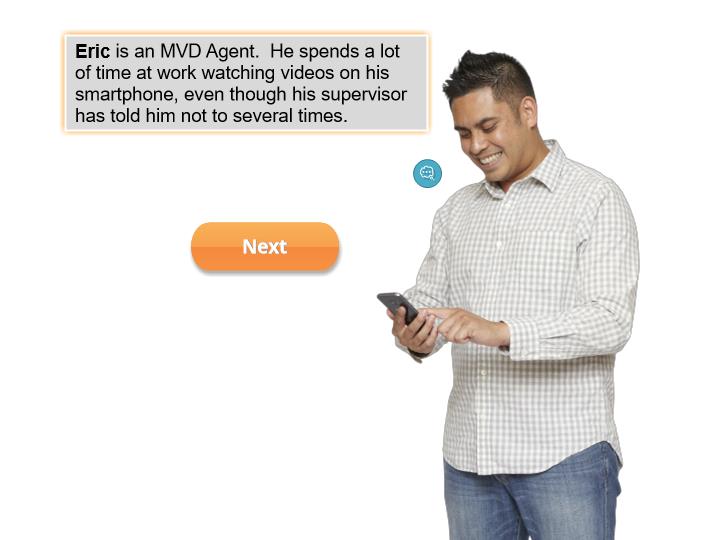 Eric is an MVD Agent.  He spends a lot
of time at work watching videos on his
smartphone, even though his supervisor
has told him not to several times.
Next